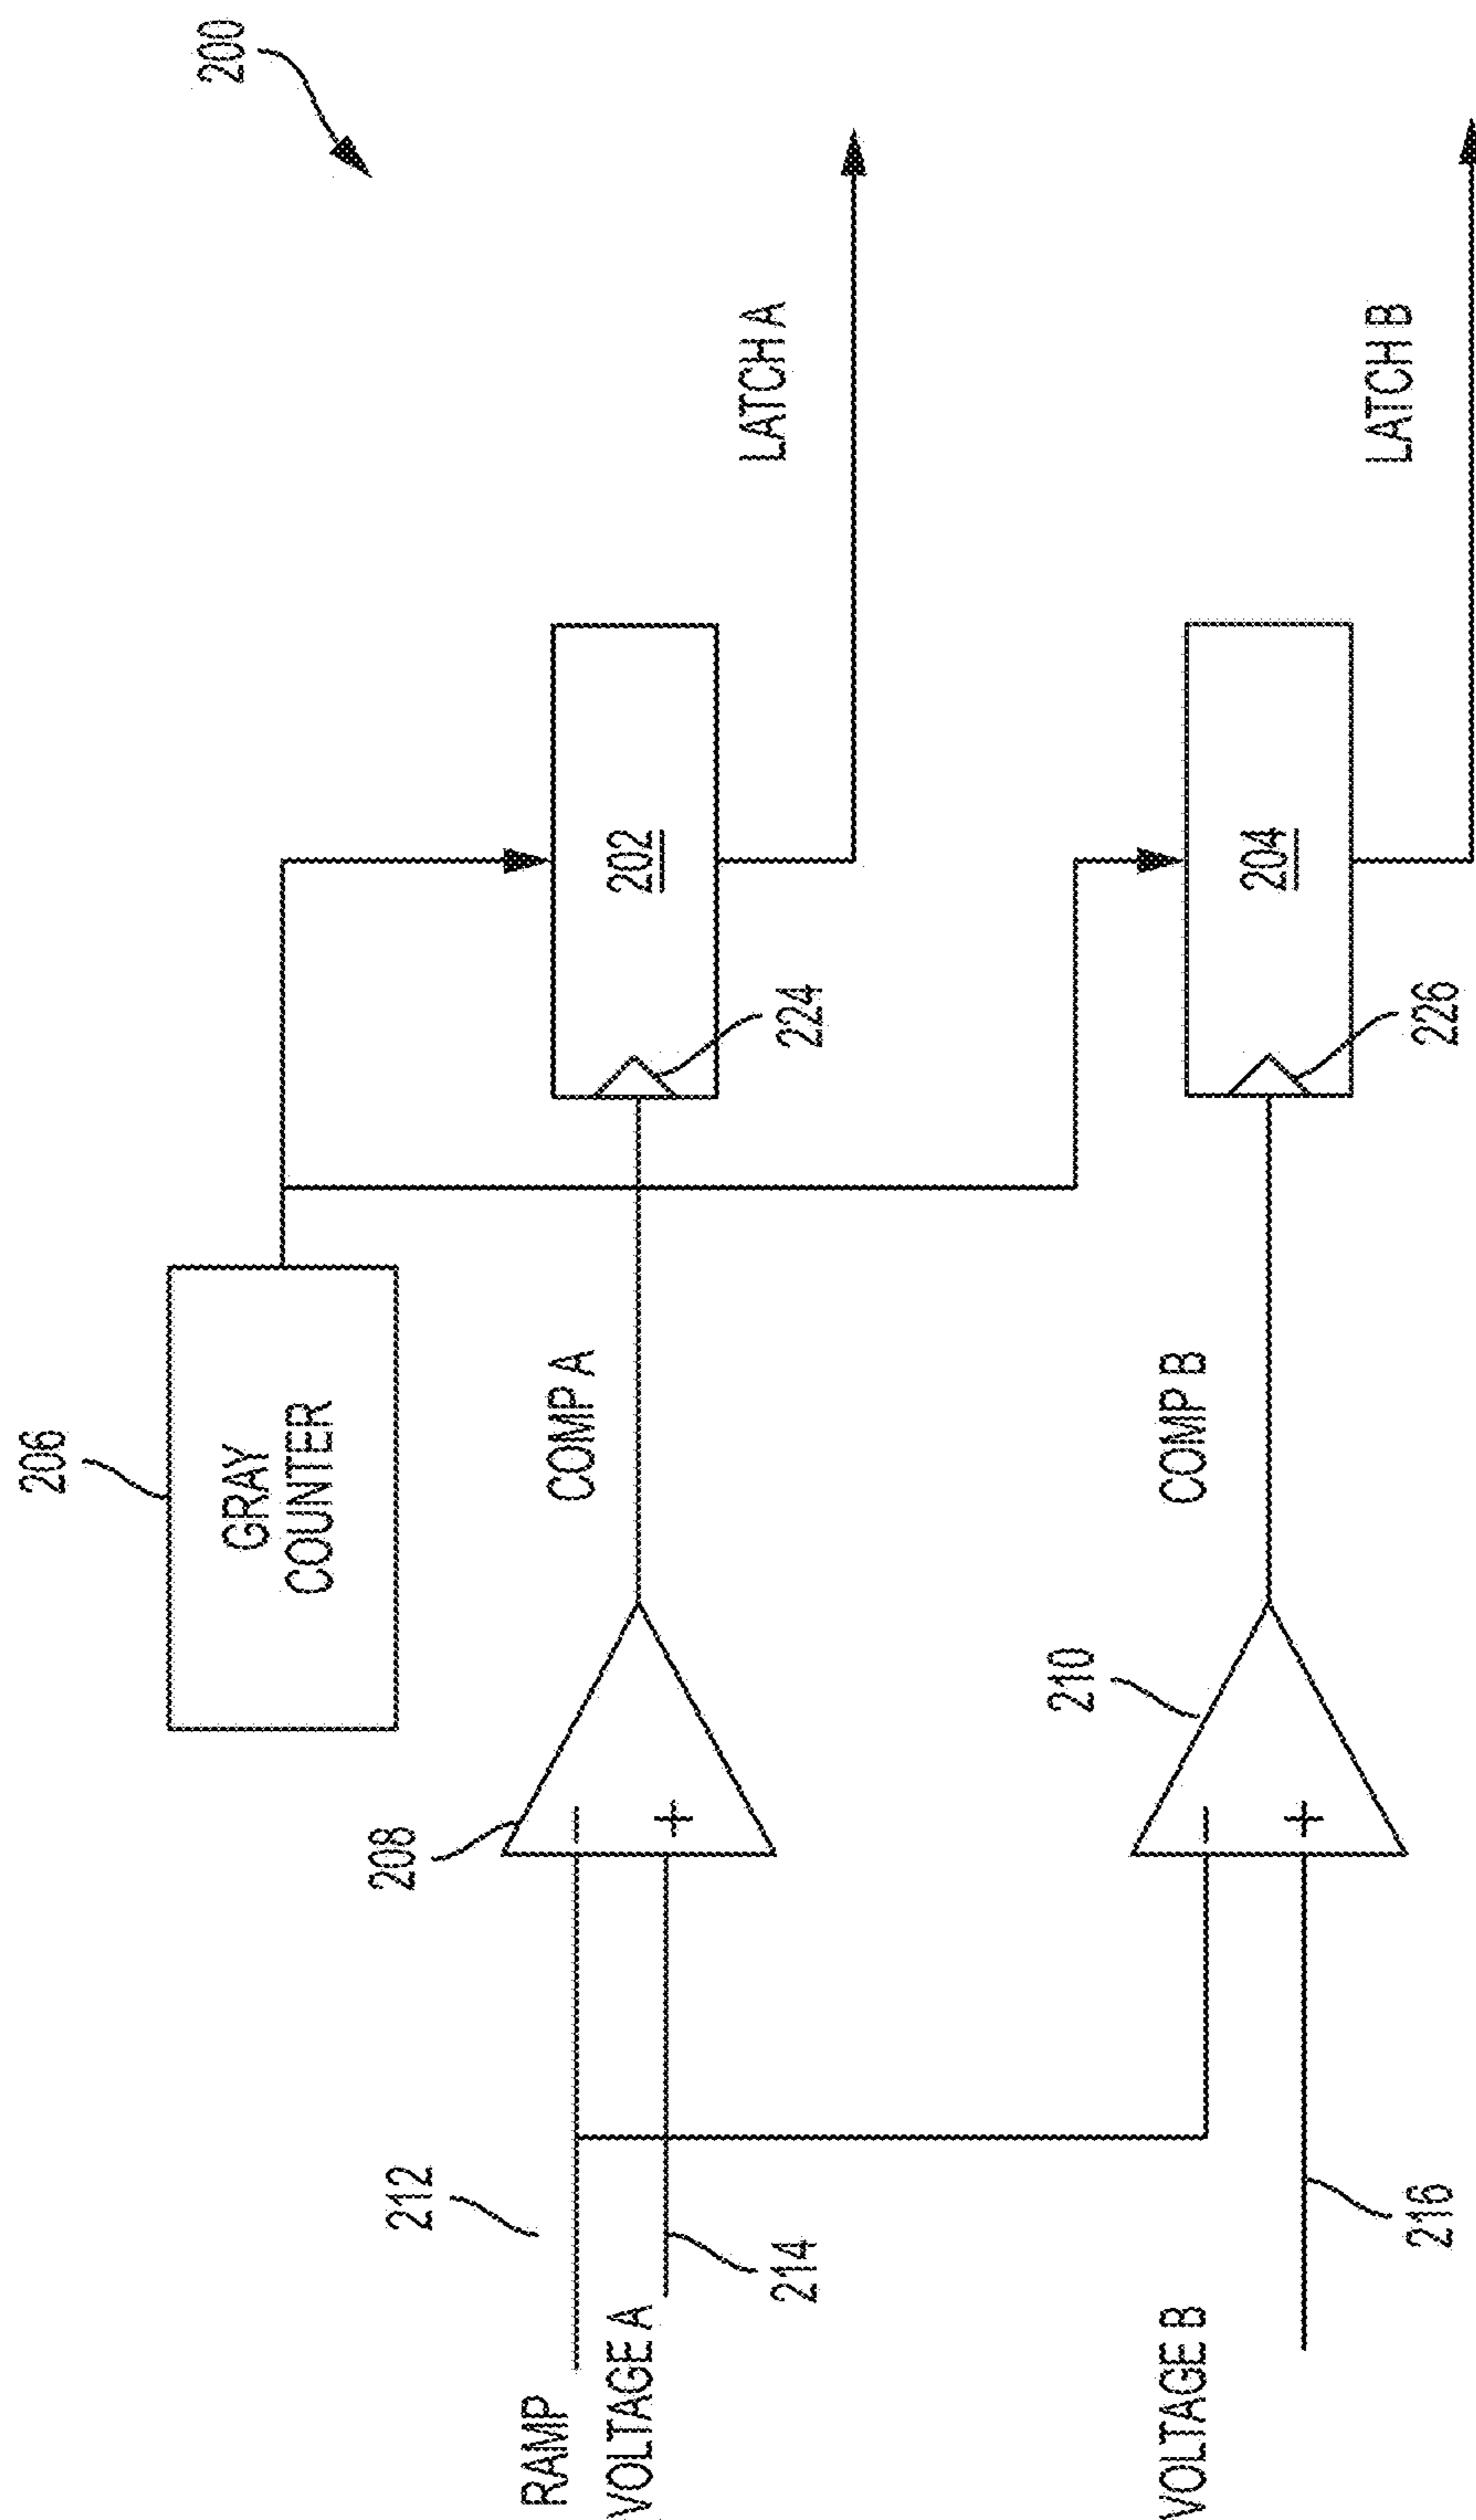 200
206
GRAY
COUNTER
202
LATCH A
208
COMP A
224
212
RAMP
VOLTAGE A
214
210
COMP B
204
LATCH B
226
VOLTAGE B
216
−
+
−
+